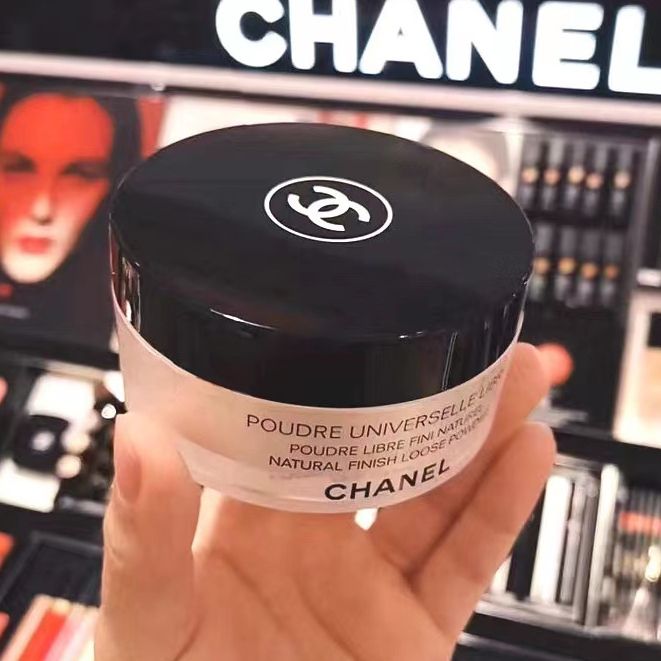 CHANEL
POUDRE UNIVERSELLE LIBRE
POUDRE LIBRE FINI NATUREL
NATURAL FINISH LOOSE POWDER
CHANEL